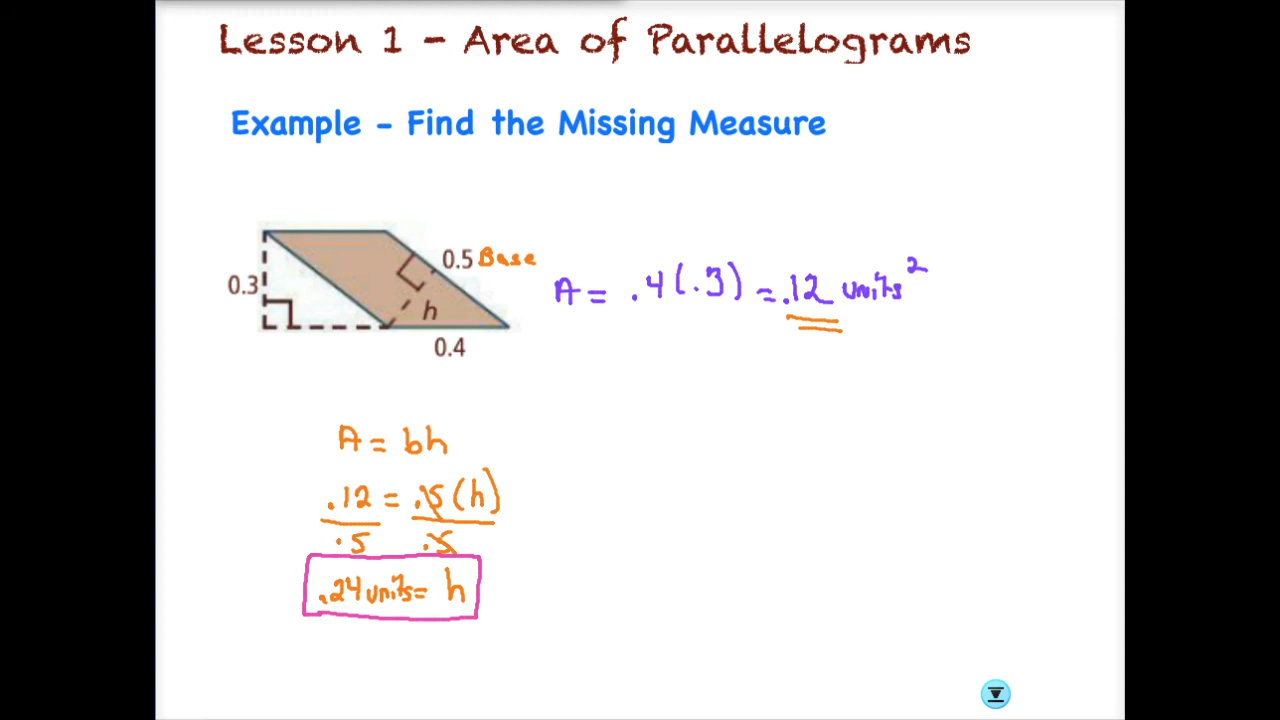 Lesson 1 - Area of Parallelograms
Example - Find the Missing Measure
0.3
0.5 Base
h
0.4
A = .4(.3) = .12 units²
A = bh
.12 = .5(h)
.5 .5
.24 units = h